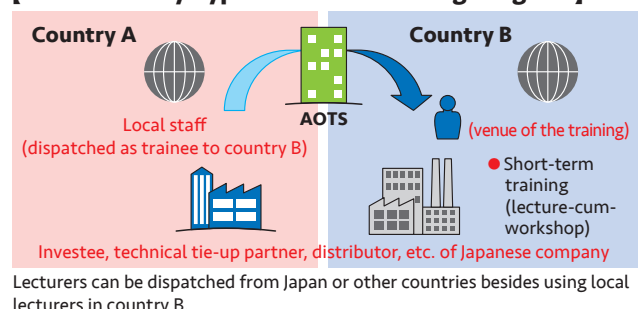 Country A
Country B
AOTS
Local staff
(dispatched as trainee to country B)
(venue of the training)
● Short-term
training
(lecture-cum-
workshop)
Investee, technical tie-up partner, distributor, etc. of Japanese company
Lecturers can be dispatched from Japan or other countries besides using local
lecturers in country B